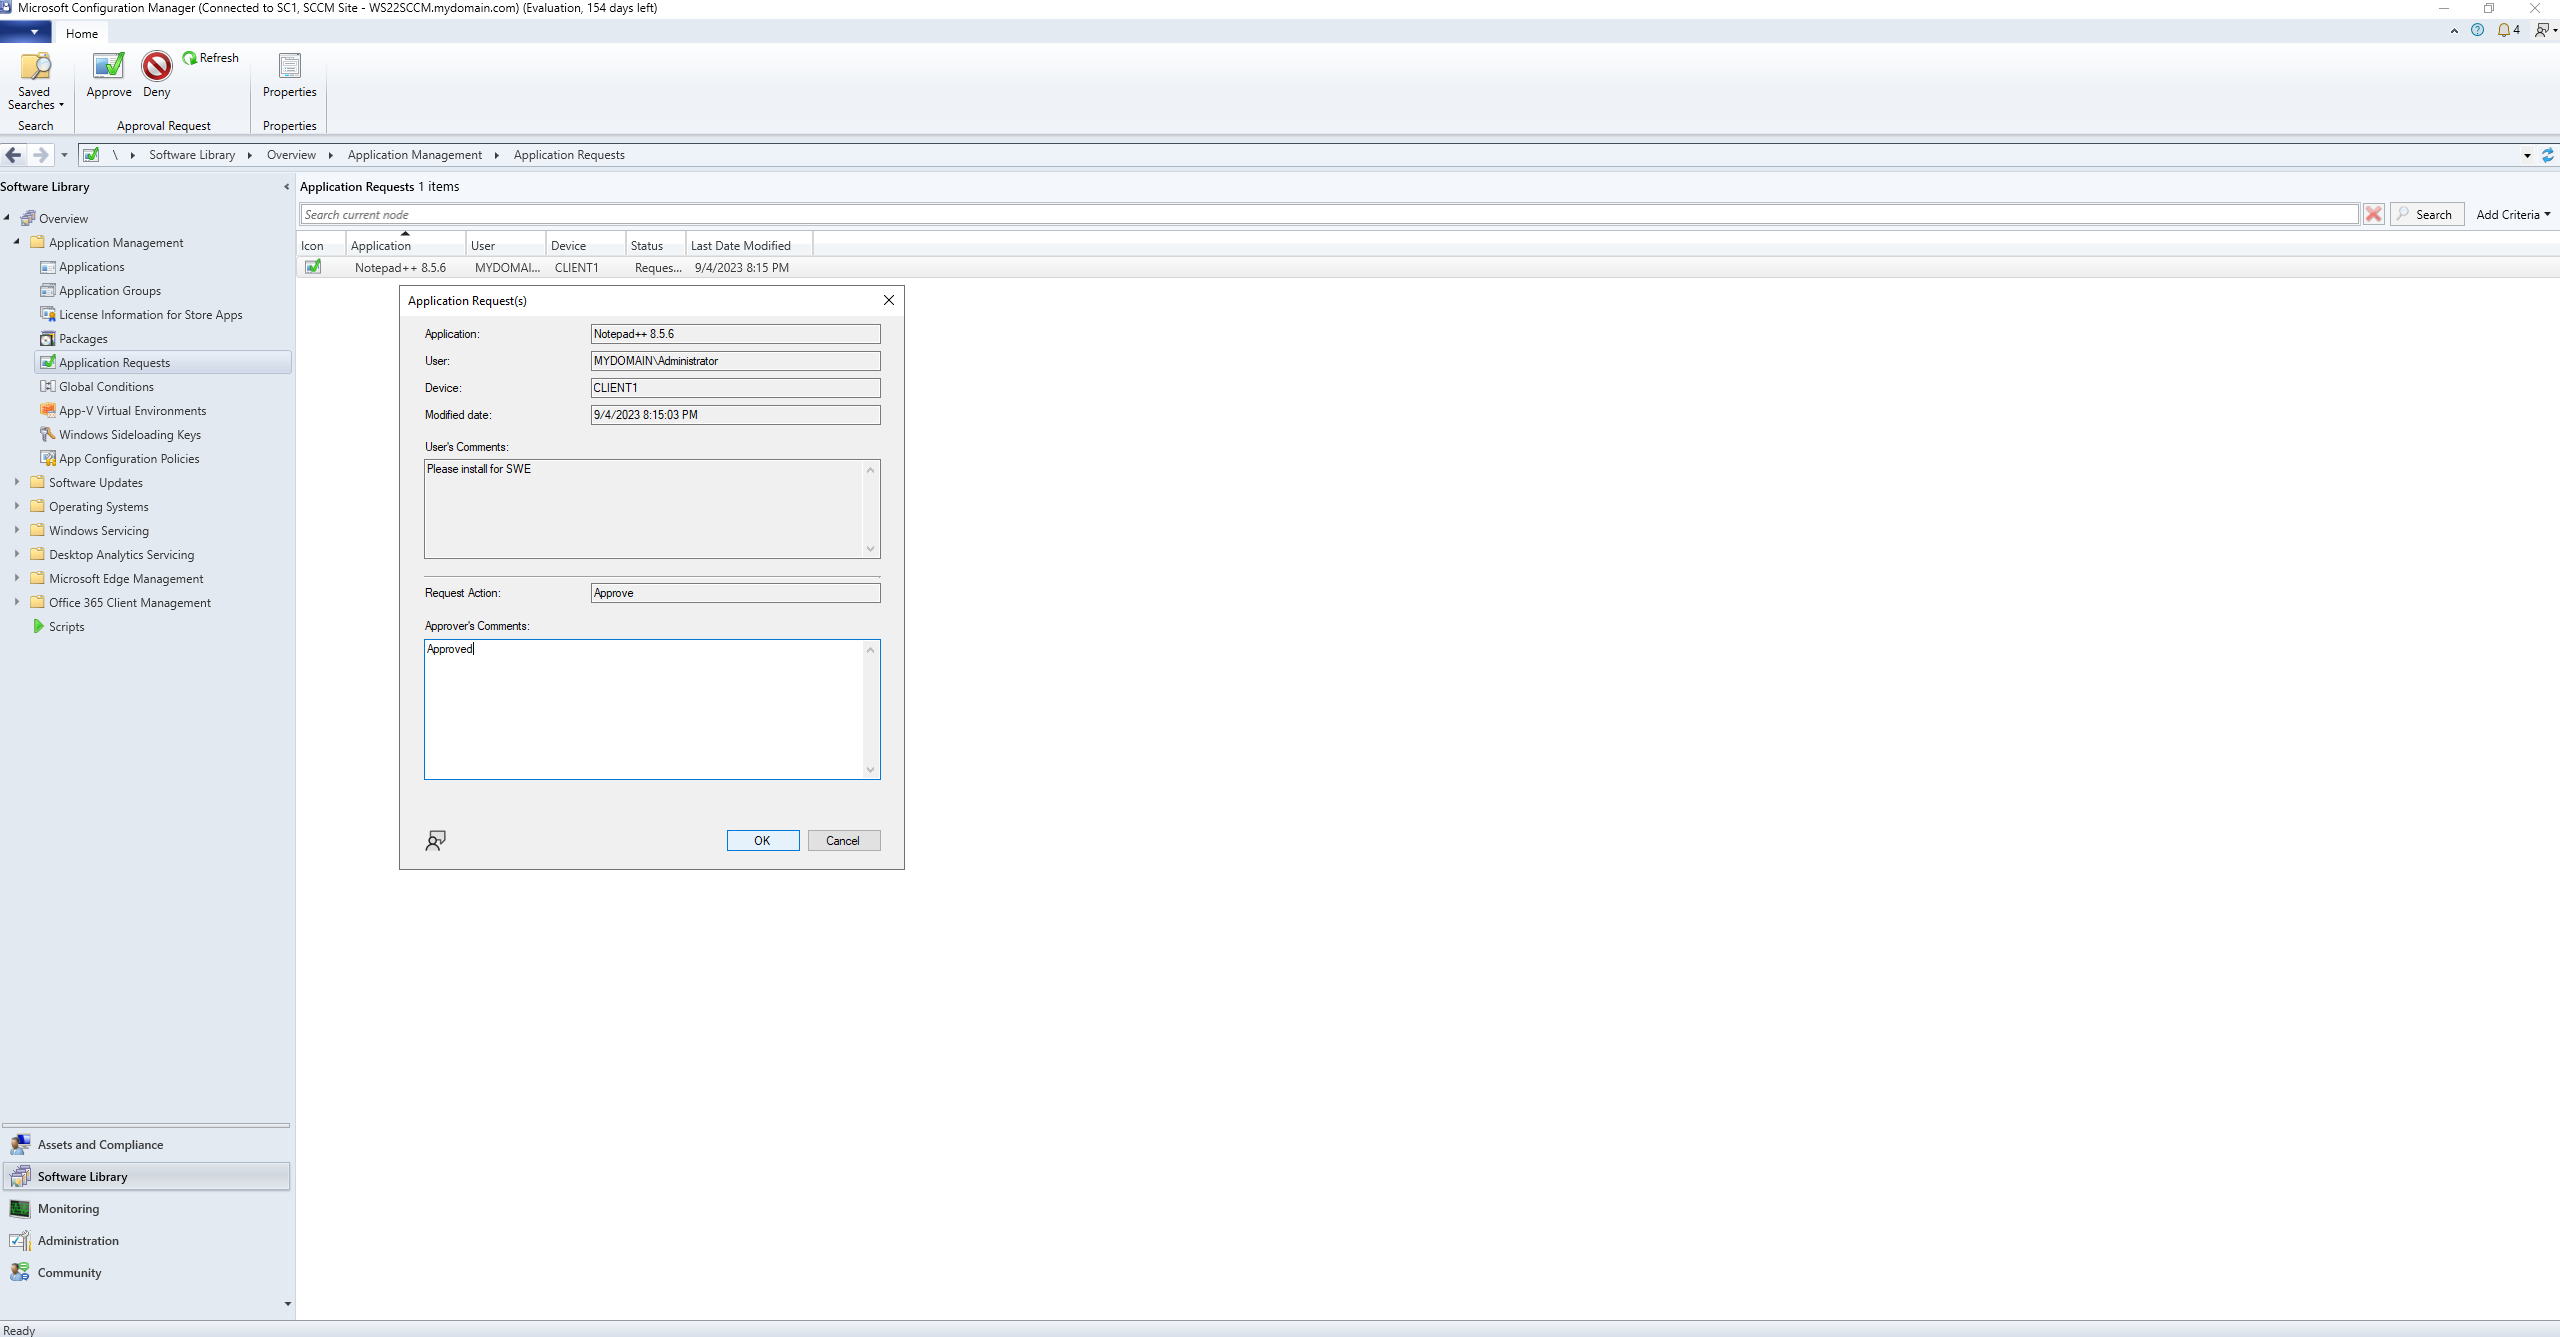 Microsoft Configuration Manager (Connected to SC1, SCCM Site - WS22SCCM.mydomain.com) (Evaluation, 154 days left)
Home
4
Saved Searches
Approve
Deny
Refresh
Properties
Search
Approval Request
Properties
\ Software Library Overview Application Management Application Requests
Software Library
Overview
Application Management
Applications
Application Groups
License Information for Store Apps
Packages
Application Requests
Global Conditions
App-V Virtual Environments
Windows Sideloading Keys
App Configuration Policies
Software Updates
Operating Systems
Windows Servicing
Desktop Analytics Servicing
Microsoft Edge Management
Office 365 Client Management
Scripts
Assets and Compliance
Software Library
Monitoring
Administration
Community
Application Requests 1 items
Search current node
Search
Add Criteria
Icon Application User Device Status Last Date Modified
Notepad++ 8.5.6 MYDOMAI... CLIENT1 Reques... 9/4/2023 8:15 PM
Application Request(s)
Application: Notepad++ 8.5.6
User: MYDOMAIN\Administrator
Device: CLIENT1
Modified date: 9/4/2023 8:15:03 PM
User's Comments:
Please install for SWE
Request Action: Approve
Approver's Comments:
Approved
OK
Cancel
Ready